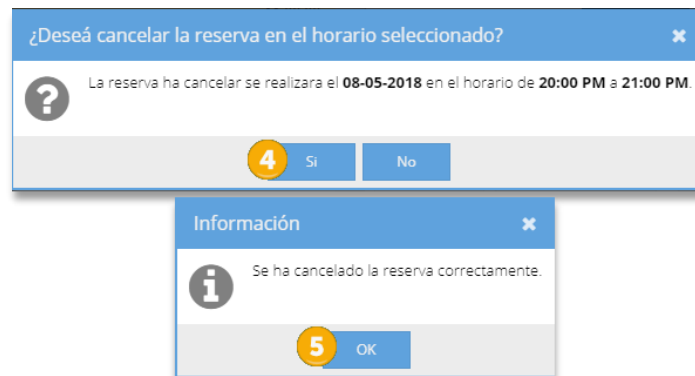 ¿Deseá cancelar la reserva en el horario seleccionado?
La reserva ha cancelar se realizara el 08-05-2018 en el horario de 20:00 PM a 21:00 PM.
4 Si No
Información
Se ha cancelado la reserva correctamente.
5 OK